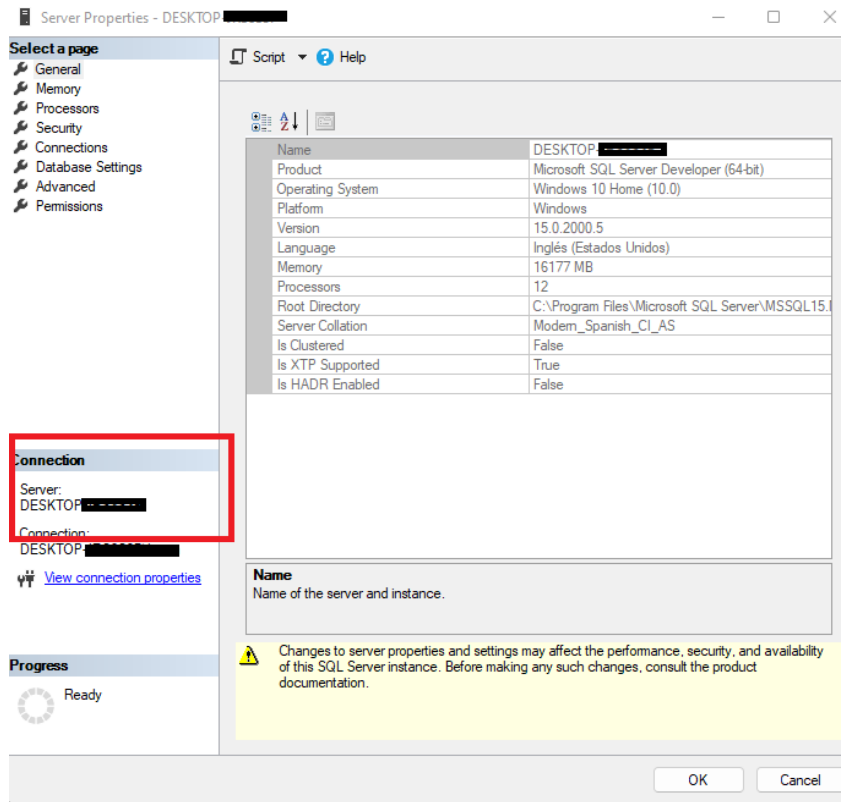 Server Properties - DESKTOP-
Select a page
General
Memory
Processors
Security
Connections
Database Settings
Advanced
Permissions
Script Help
Name DESKTOP-
Product Microsoft SQL Server Developer (64-bit)
Operating System Windows 10 Home (10.0)
Platform Windows
Version 15.0.2000.5
Language Inglés (Estados Unidos)
Memory 16177 MB
Processors 12
Root Directory C:\Program Files\Microsoft SQL Server\MSSQL15.
Server Collation Modern_Spanish_CI_AS
Is Clustered False
Is XTP Supported True
Is HADR Enabled False
Connection
Server:
DESKTOP
Connection:
DESKTOP-
View connection properties
Name
Name of the server and instance.
Changes to server properties and settings may affect the performance, security, and availability
of this SQL Server instance. Before making any such changes, consult the product
documentation.
Progress
Ready
OK Cancel